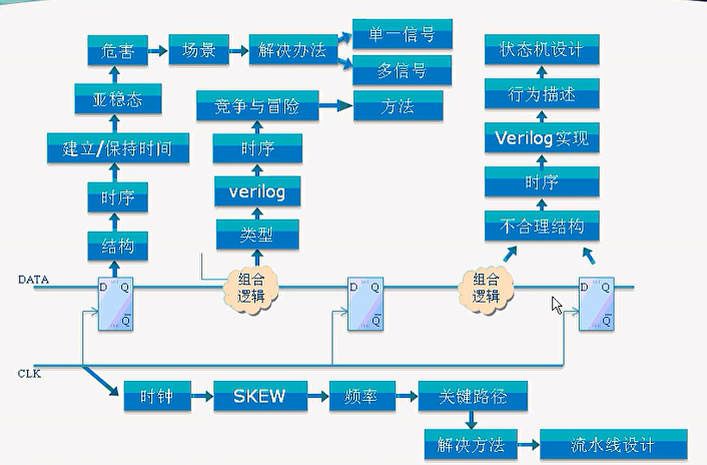 危害
场景
解决办法
单一信号
多信号
状态机设计
亚稳态
竞争与冒险
方法
行为描述
建立/保持时间
时序
Verilog实现
时序
verilog
时序
结构
类型
不合理结构
DATA
D Q
Q
组合
逻辑
D Q
Q
组合
逻辑
D Q
Q
CLK
时钟
SKEW
频率
关键路径
解决方法
流水线设计